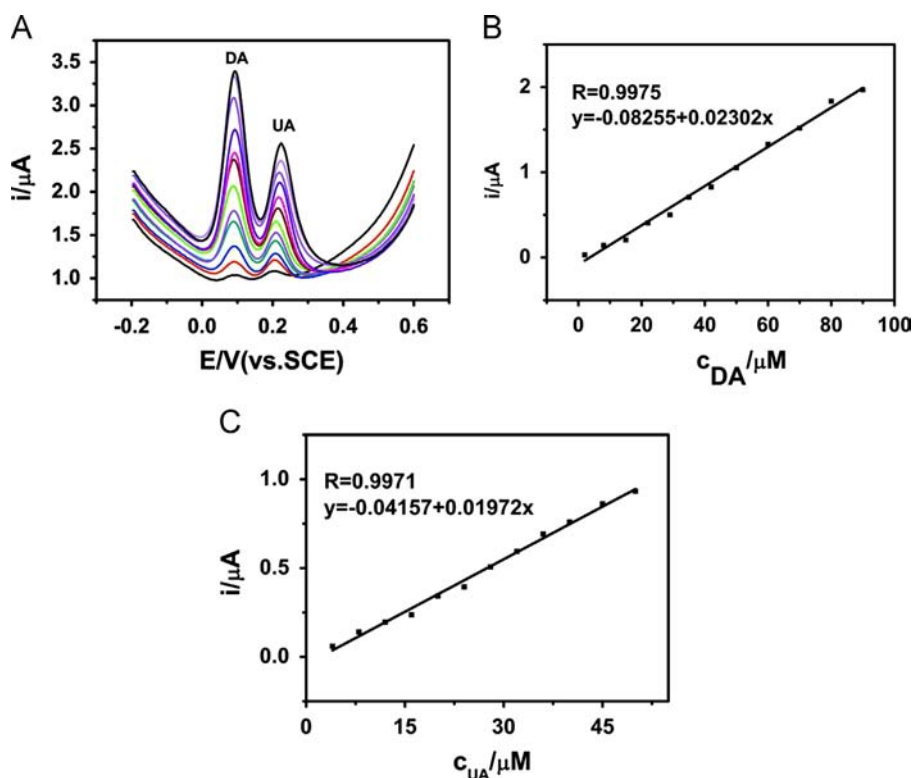 A
DA
UA
3.5
3.0
2.5
2.0
1.5
1.0
i/μA
-0.2 0.0 0.2 0.4 0.6
E/V(vs.SCE)
B
R=0.9975
y=-0.08255+0.02302x
2
1
0
i/μA
0 20 40 60 80 100
c_DA/μM
C
R=0.9971
y=-0.04157+0.01972x
1.0
0.5
0.0
i/μA
0 15 30 45
c_UA/μM